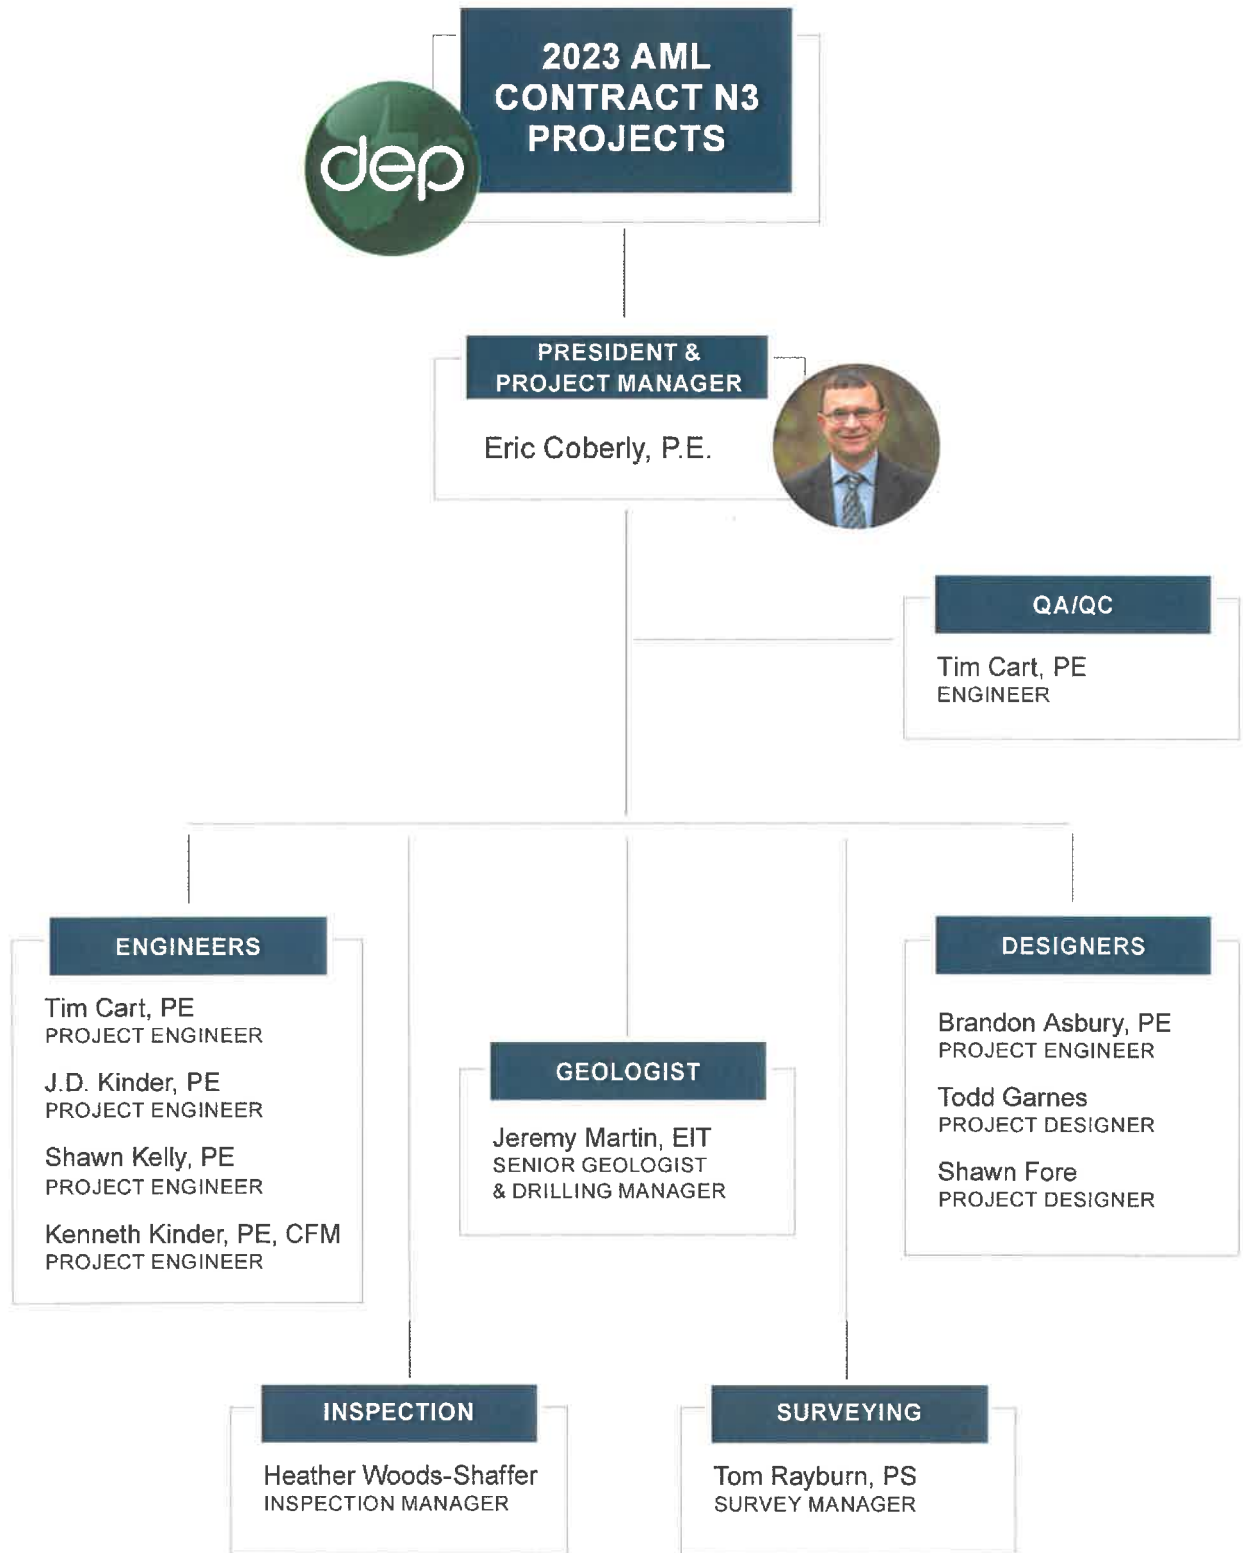 2023 AML
CONTRACT N3
PROJECTS
dep
PRESIDENT &
PROJECT MANAGER
Eric Coberly, P.E.
QA/QC
Tim Cart, PE
ENGINEER
ENGINEERS
Tim Cart, PE
PROJECT ENGINEER
J.D. Kinder, PE
PROJECT ENGINEER
Shawn Kelly, PE
PROJECT ENGINEER
Kenneth Kinder, PE, CFM
PROJECT ENGINEER
GEOLOGIST
Jeremy Martin, EIT
SENIOR GEOLOGIST
& DRILLING MANAGER
DESIGNERS
Brandon Asbury, PE
PROJECT ENGINEER
Todd Garnes
PROJECT DESIGNER
Shawn Fore
PROJECT DESIGNER
INSPECTION
Heather Woods-Shaffer
INSPECTION MANAGER
SURVEYING
Tom Rayburn, PS
SURVEY MANAGER